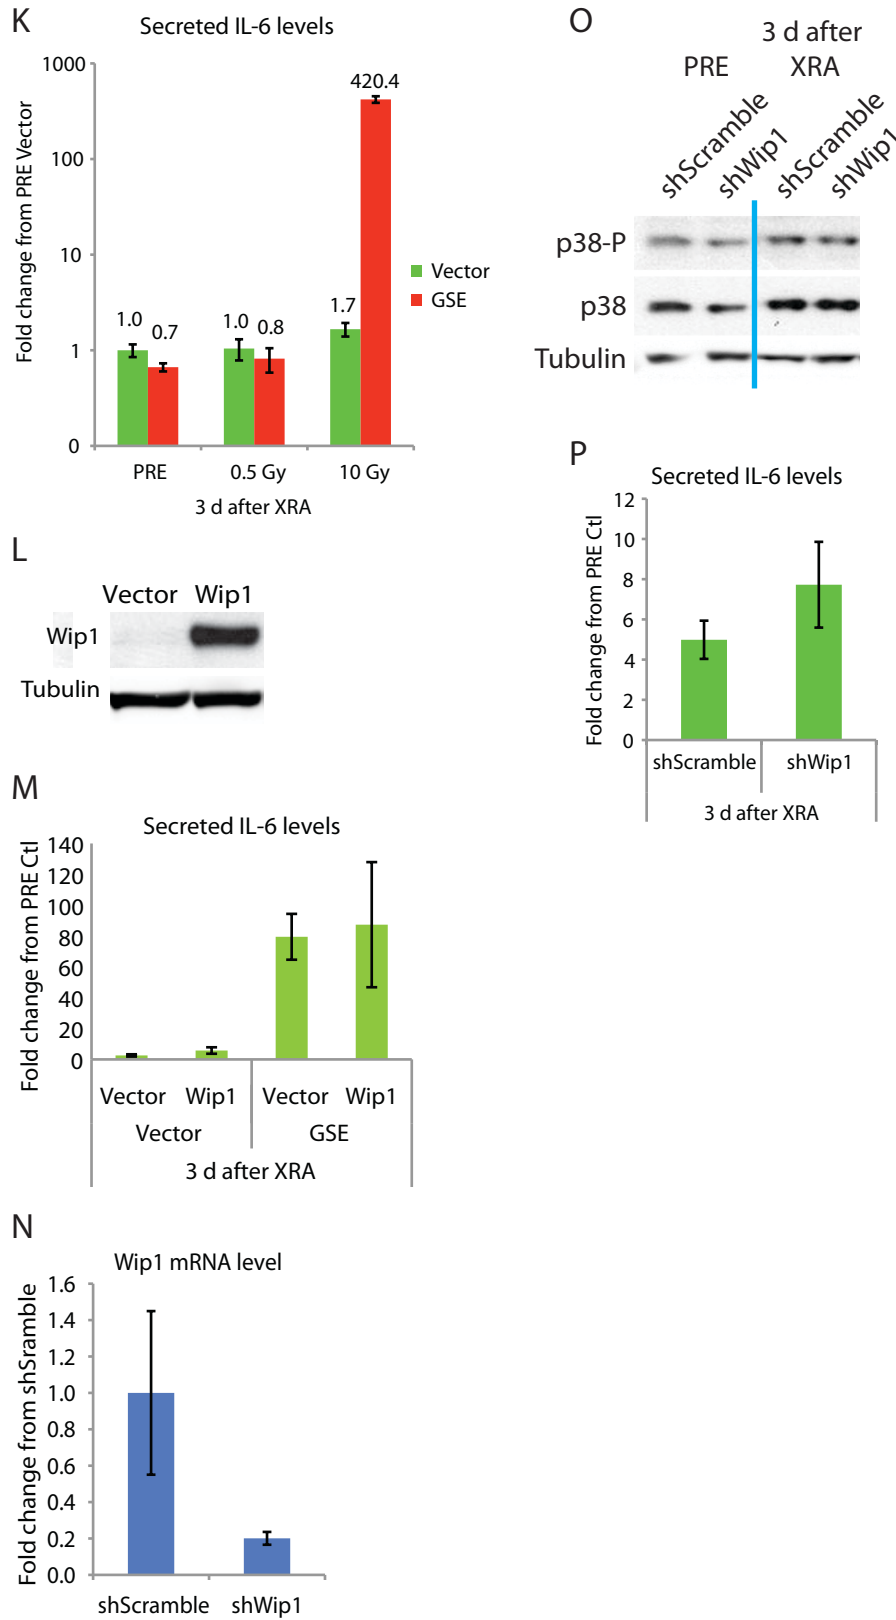 K
Secreted IL-6 levels
Fold change from PRE Vector
1000
100
10
1
0
1.0
0.7
1.0
0.8
1.7
420.4
Vector
GSE
PRE
0.5 Gy
10 Gy
3 d after XRA
L
Vector Wip1
Wip1
Tubulin
M
Secreted IL-6 levels
Fold change from PRE Ctl
140
120
100
80
60
40
20
0
Vector Wip1 Vector Wip1
Vector GSE
3 d after XRA
N
Wip1 mRNA level
Fold change from shSramble
1.6
1.4
1.2
1.0
0.8
0.6
0.4
0.2
0.0
shScramble shWip1
O
PRE
3 d after
XRA
shScramble
shWip1
shScramble
shWip1
p38-P
p38
Tubulin
P
Secreted IL-6 levels
Fold change from PRE Ctl
12
10
8
6
4
2
0
shScramble shWip1
3 d after XRA